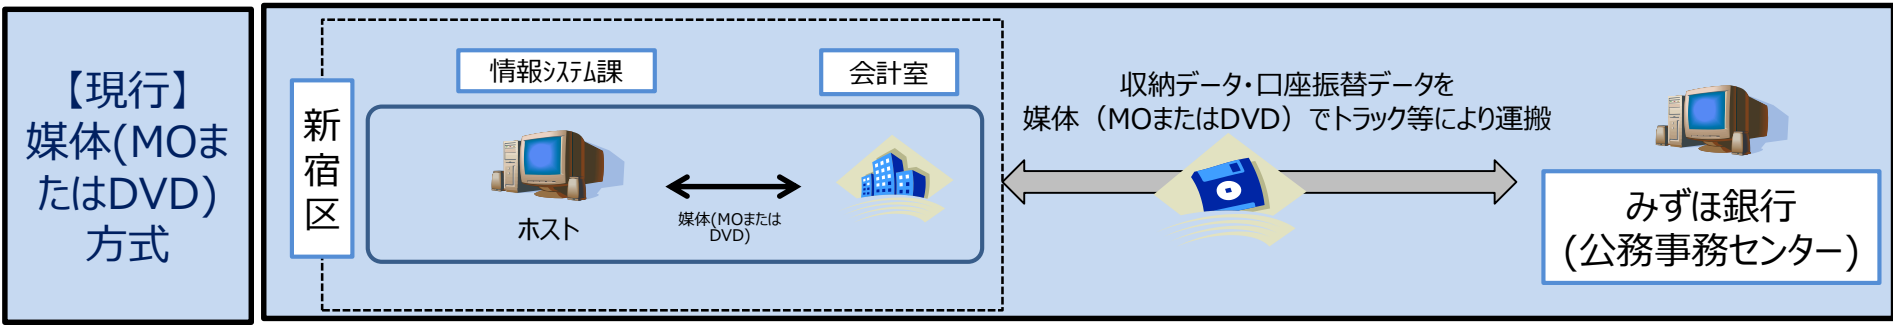 【現行】
媒体(MOま
たはDVD)
方式
新
宿
区
情報ｼｽﾃﾑ課
会計室
ホスト
媒体(MOまたは
DVD)
収納データ・口座振替データを
媒体（MOまたはDVD）でトラック等により運搬
みずほ銀行
(公務事務センター)